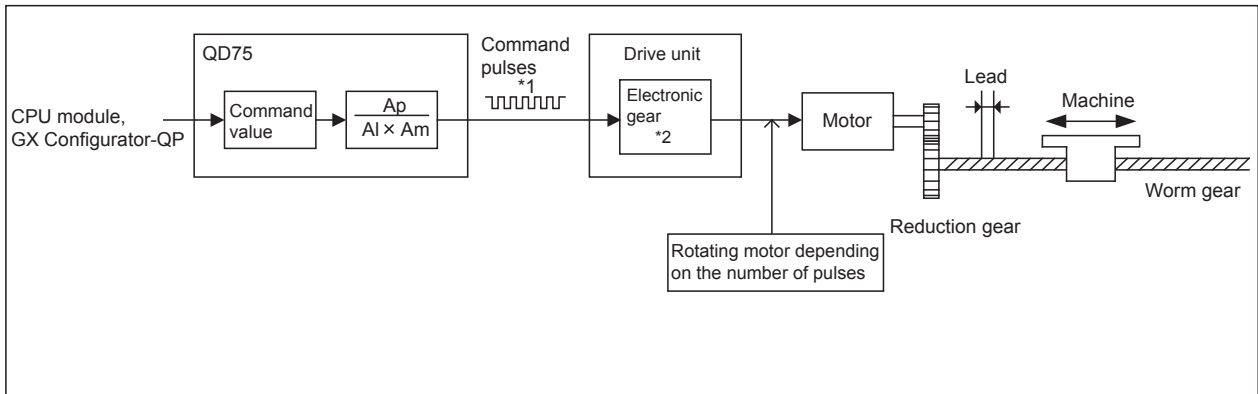 QD75
Command
pulses
*1
Drive unit
CPU module,
GX Configurator-QP
Command
value
Ap
Al × Am
Electronic
gear
*2
Motor
Lead
Machine
Worm gear
Reduction gear
Rotating motor depending
on the number of pulses